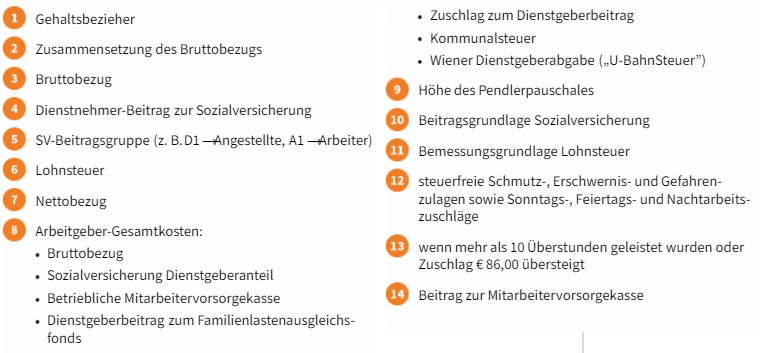 1 Gehaltsbezieher
2 Zusammensetzung des Bruttobezugs
3 Bruttobezug
4 Dienstnehmer-Beitrag zur Sozialversicherung
5 SV-Beitragsgruppe (z. B. D1 → Angestellte, A1 → Arbeiter)
6 Lohnsteuer
7 Nettobezug
8 Arbeitgeber-Gesamtkosten:
• Bruttobezug
• Sozialversicherung Dienstgeberanteil
• Betriebliche Mitarbeitervorsorgekasse
• Dienstgeberbeitrag zum Familienlastenausgleichs-
fonds
• Zuschlag zum Dienstgeberbeitrag
• Kommunalsteuer
• Wiener Dienstgeberabgabe („U-BahnSteuer”)
9 Höhe des Pendlerpauschales
10 Beitragsgrundlage Sozialversicherung
11 Bemessungsgrundlage Lohnsteuer
12 steuerfreie Schmutz-, Erschwernis- und Gefahren-
zulagen sowie Sonntags-, Feiertags- und Nachtarbeits-
zuschläge
13 wenn mehr als 10 Überstunden geleistet wurden oder
Zuschlag € 86,00 übersteigt
14 Beitrag zur Mitarbeitervorsorgekasse